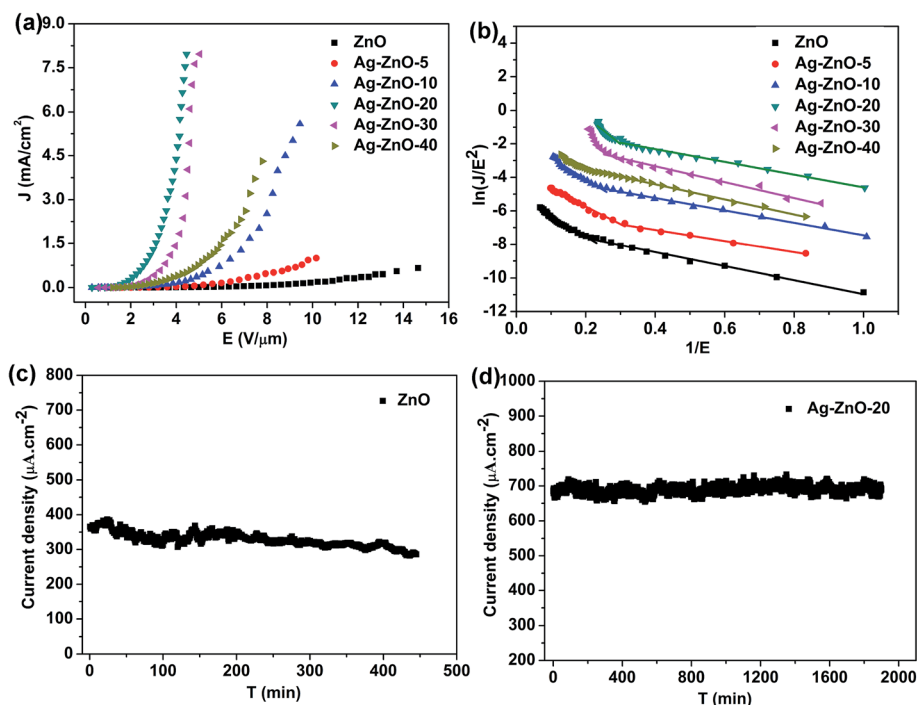 (a)
9.0
7.5
6.0
4.5
3.0
1.5
0.0
J (mA/cm²)
0 2 4 6 8 10 12 14 16
E (V/μm)
ZnO
Ag-ZnO-5
Ag-ZnO-10
Ag-ZnO-20
Ag-ZnO-30
Ag-ZnO-40
(b)
4
2
0
-2
-4
-6
-8
-10
-12
ln(J/E²)
0.0 0.2 0.4 0.6 0.8 1.0
1/E
ZnO
Ag-ZnO-5
Ag-ZnO-10
Ag-ZnO-20
Ag-ZnO-30
Ag-ZnO-40
(c)
800
700
600
500
400
300
200
100
0
Current density (μA.cm⁻²)
0 100 200 300 400 500
T (min)
ZnO
(d)
1000
900
800
700
600
500
400
300
200
Current density (μA.cm⁻²)
0 400 800 1200 1600 2000
T (min)
Ag-ZnO-20